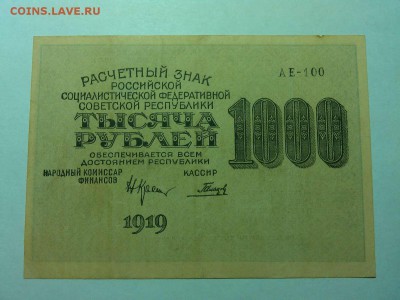 COINS.LAVE.RU
РАСЧЕТНЫЙ ЗНАК
РОССИЙСКОЙ
СОЦИАЛИСТИЧЕСКОЙ ФЕДЕРАТИВНОЙ
СОВЕТСКОЙ РЕСПУБЛИКИ
ТЫСЯЧА
РУБЛЕЙ
ОБЕСПЕЧИВАЕТСЯ ВСЕМ
ДОСТОЯНИЕМ РЕСПУБЛИКИ
НАРОДНЫЙ КОМИССАР
ФИНАНСОВ
КАССИР
1919
АЕ-100
1000